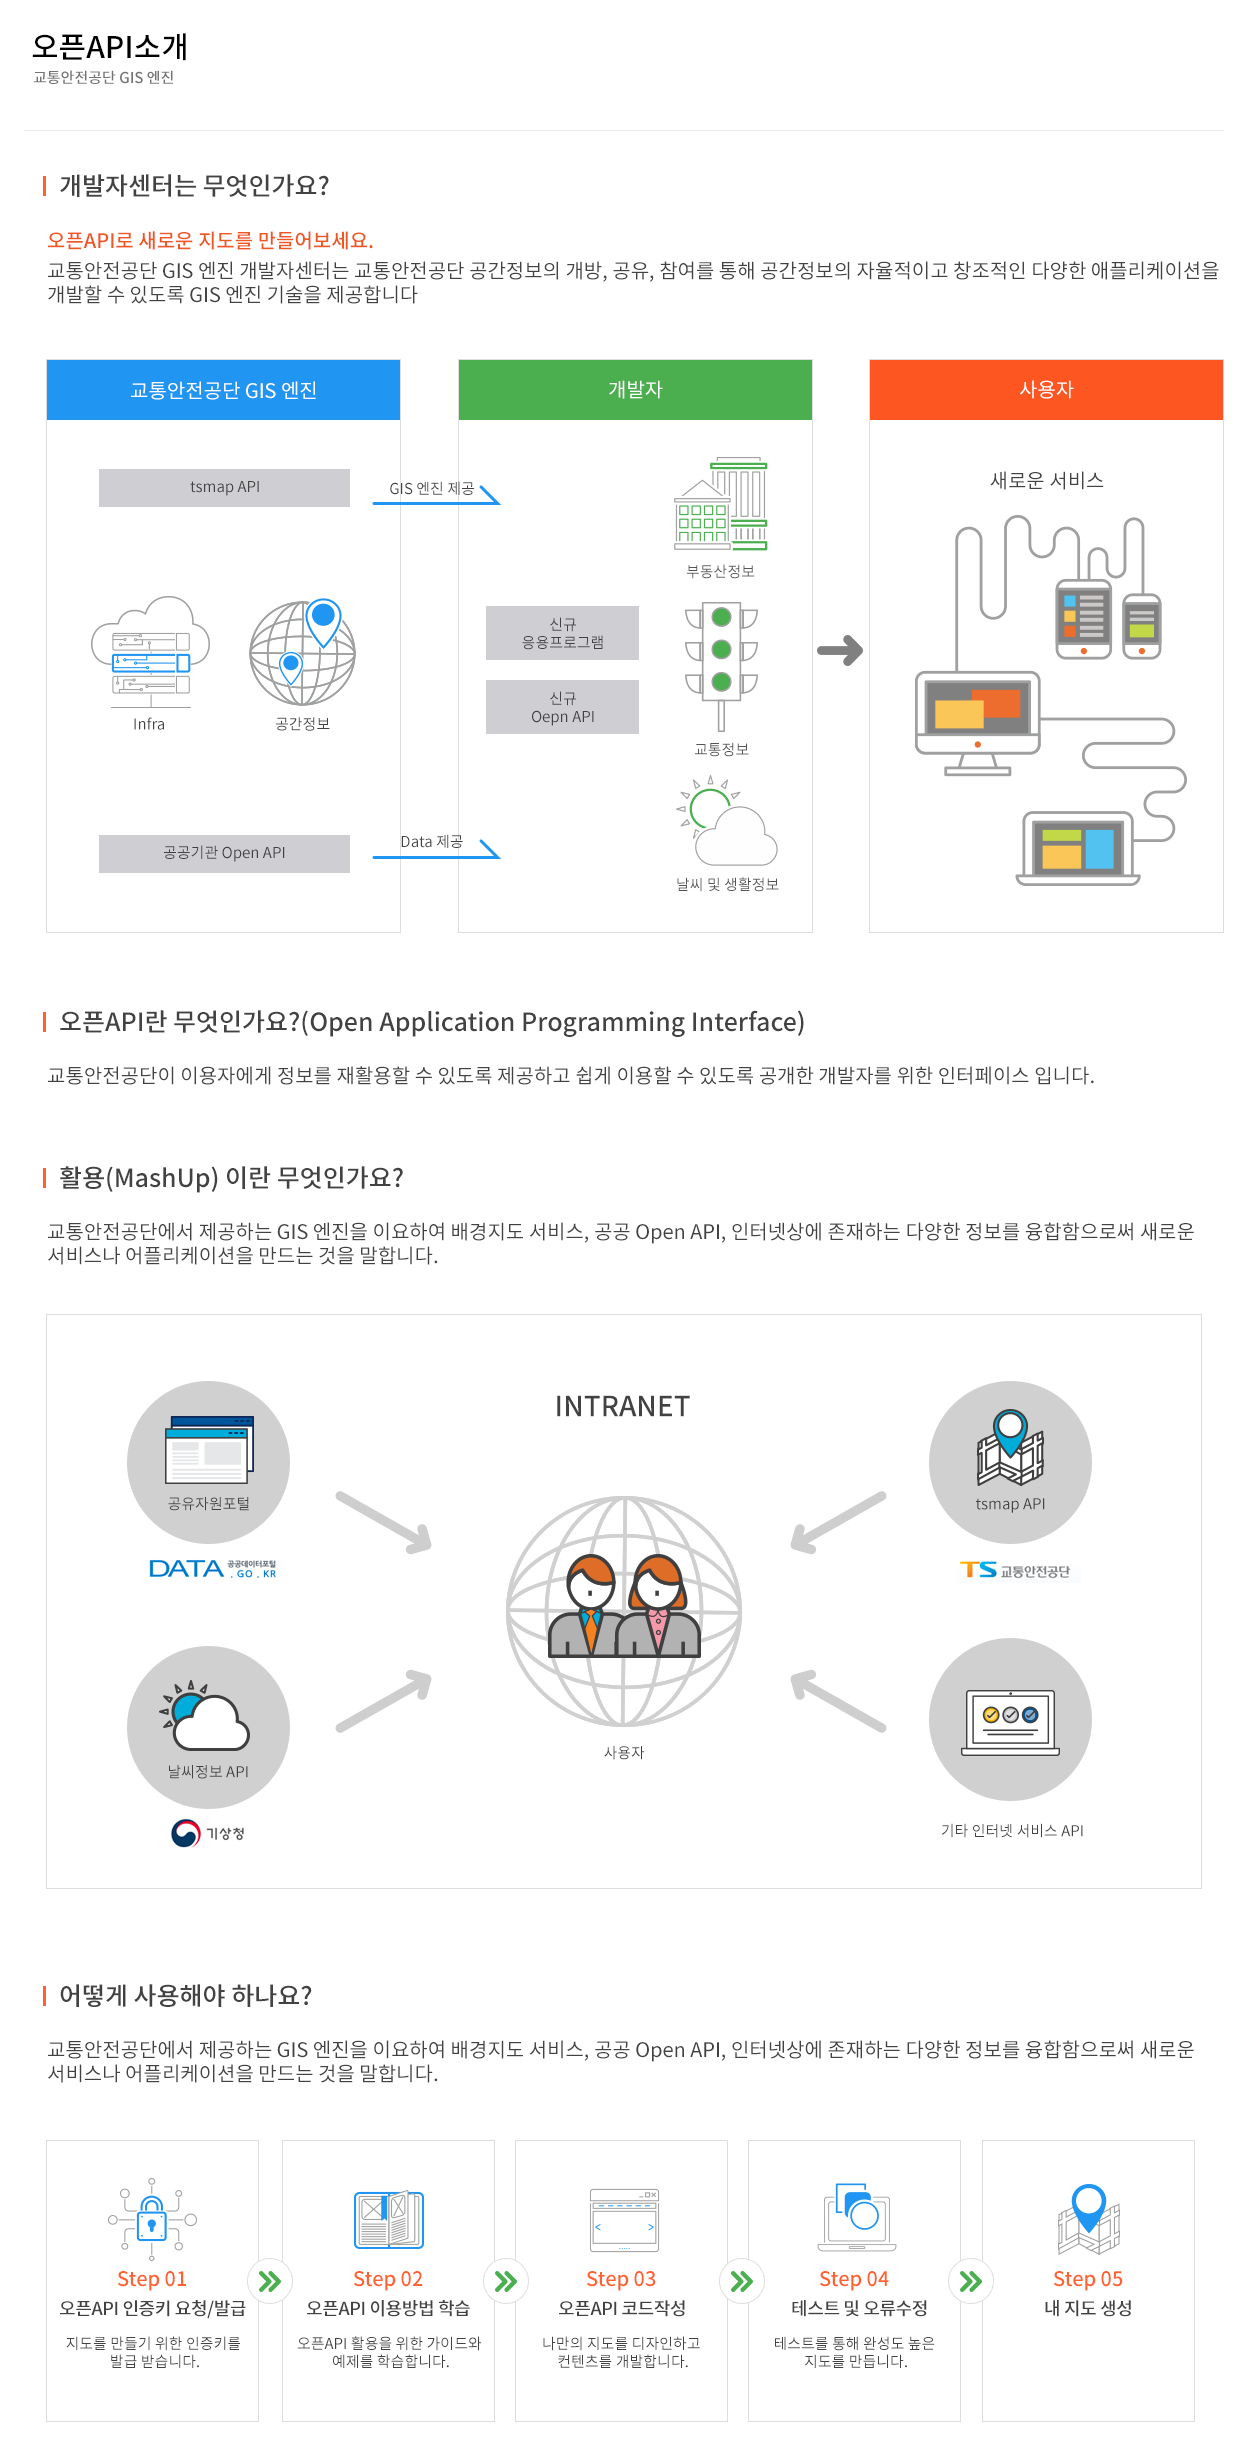 오픈API소개
교통안전공단 GIS 엔진
개발자센터는 무엇인가요?
오픈API로 새로운 지도를 만들어보세요.
교통안전공단 GIS 엔진 개발자센터는 교통안전공단 공간정보의 개방, 공유, 참여를 통해 공간정보의 자율적이고 창조적인 다양한 애플리케이션을
개발할 수 있도록 GIS 엔진 기술을 제공합니다
교통안전공단 GIS 엔진
tsmap API
Infra
공간정보
공공기관 Open API
GIS 엔진 제공
Data 제공
개발자
신규
응용프로그램
신규
Oepn API
부동산정보
교통정보
날씨 및 생활정보
사용자
새로운 서비스
오픈API란 무엇인가요?(Open Application Programming Interface)
교통안전공단이 이용자에게 정보를 재활용할 수 있도록 제공하고 쉽게 이용할 수 있도록 공개한 개발자를 위한 인터페이스 입니다.
활용(MashUp) 이란 무엇인가요?
교통안전공단에서 제공하는 GIS 엔진을 이요하여 배경지도 서비스, 공공 Open API, 인터넷상에 존재하는 다양한 정보를 융합함으로써 새로운
서비스나 어플리케이션을 만드는 것을 말합니다.
INTRANET
공유자원포털
DATA 공공데이터포털
. GO . KR
tsmap API
TS 교통안전공단
사용자
날씨정보 API
기상청
기타 인터넷 서비스 API
어떻게 사용해야 하나요?
교통안전공단에서 제공하는 GIS 엔진을 이요하여 배경지도 서비스, 공공 Open API, 인터넷상에 존재하는 다양한 정보를 융합함으로써 새로운
서비스나 어플리케이션을 만드는 것을 말합니다.
Step 01
오픈API 인증키 요청/발급
지도를 만들기 위한 인증키를
발급 받습니다.
Step 02
오픈API 이용방법 학습
오픈API 활용을 위한 가이드와
예제를 학습합니다.
Step 03
오픈API 코드작성
나만의 지도를 디자인하고
컨텐츠를 개발합니다.
Step 04
테스트 및 오류수정
테스트를 통해 완성도 높은
지도를 만듭니다.
Step 05
내 지도 생성